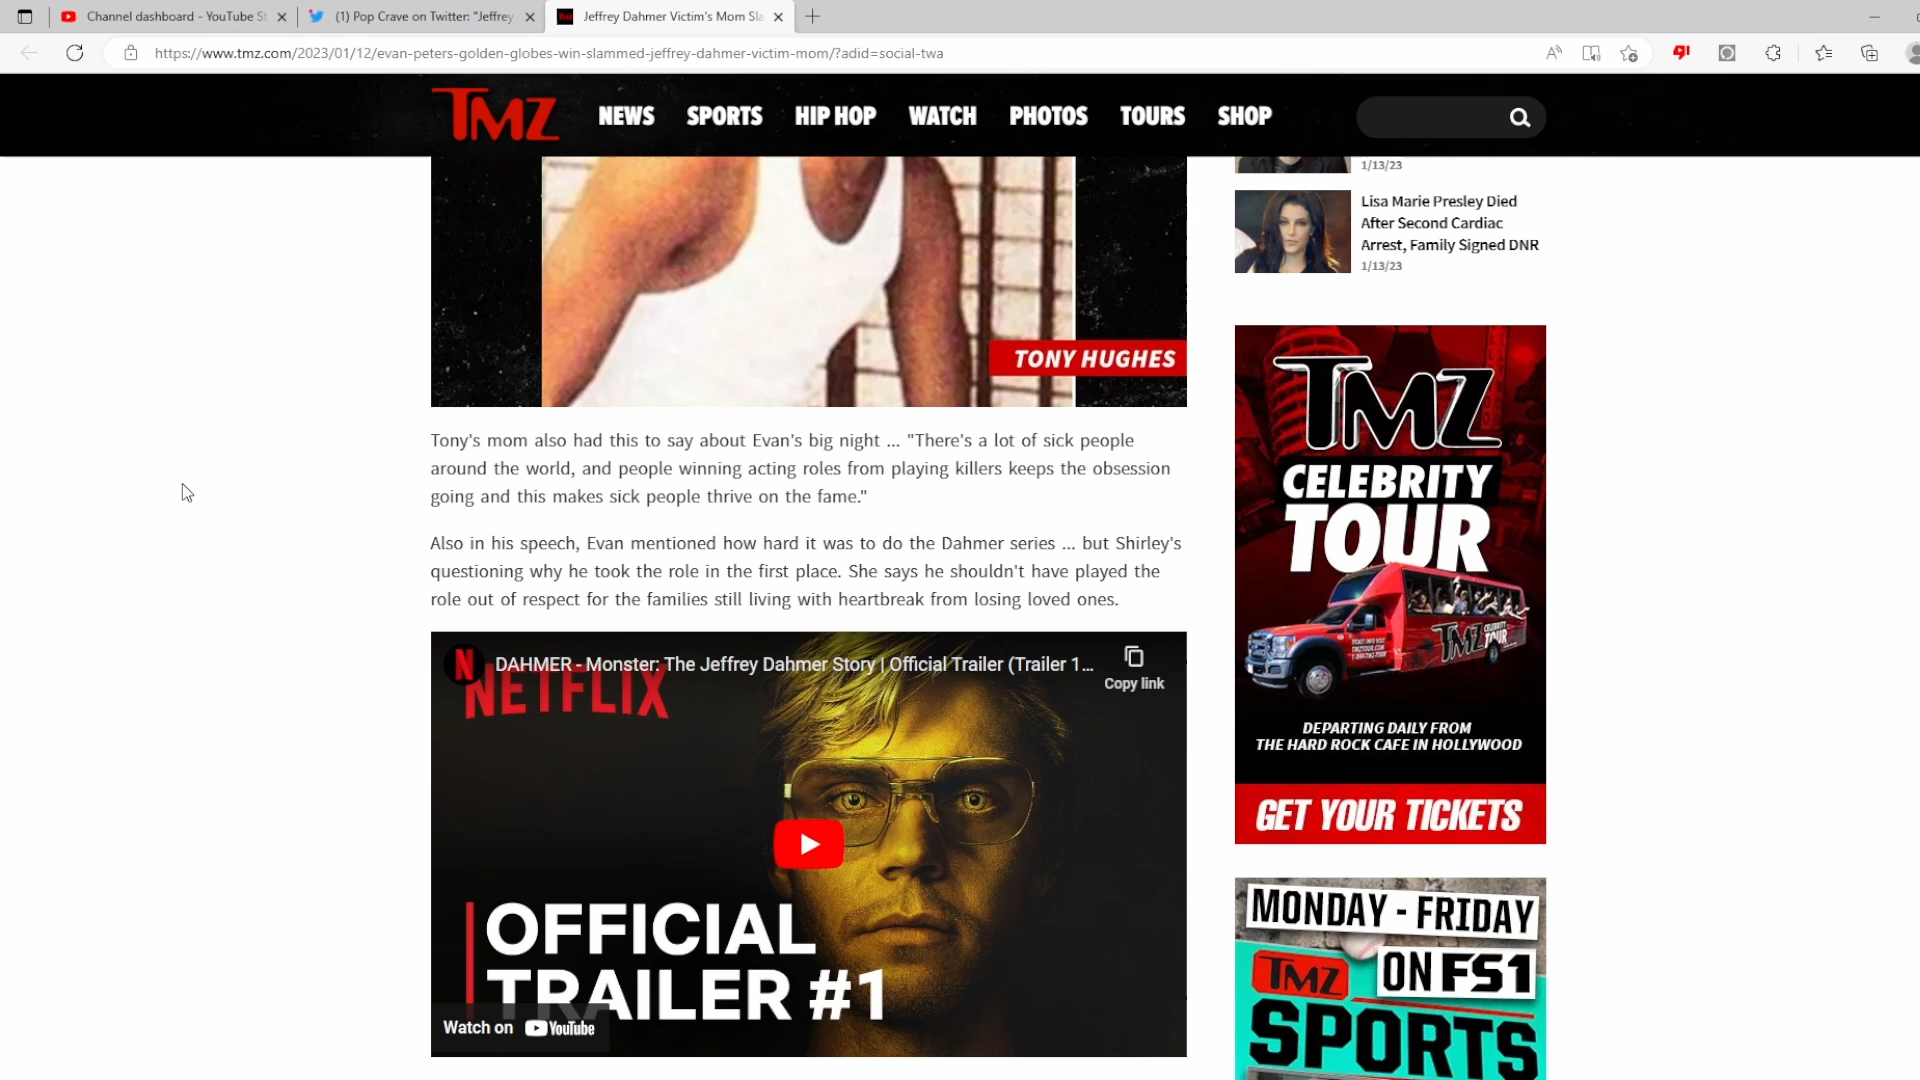 Channel dashboard - YouTube St
(1) Pop Crave on Twitter: "Jeffrey
Jeffrey Dahmer Victim's Mom Sla
https://www.tmz.com/2023/01/12/evan-peters-golden-globes-win-slammed-jeffrey-dahmer-victim-mom/?adid=social-twa
TMZ
NEWS SPORTS HIP HOP WATCH PHOTOS TOURS SHOP
1/13/23
Lisa Marie Presley Died
After Second Cardiac
Arrest, Family Signed DNR
1/13/23
TONY HUGHES
Tony's mom also had this to say about Evan's big night ... "There's a lot of sick people
around the world, and people winning acting roles from playing killers keeps the obsession
going and this makes sick people thrive on the fame."
Also in his speech, Evan mentioned how hard it was to do the Dahmer series ... but Shirley's
questioning why he took the role in the first place. She says he shouldn't have played the
role out of respect for the families still living with heartbreak from losing loved ones.
DAHMER - Monster: The Jeffrey Dahmer Story | Official Trailer (Trailer 1...
Copy link
NETFLIX
OFFICIAL
TRAILER #1
Watch on YouTube
TMZ
CELEBRITY
TOUR
TMZ CELEBRITY TOUR
DEPARTING DAILY FROM
THE HARD ROCK CAFE IN HOLLYWOOD
GET YOUR TICKETS
MONDAY - FRIDAY
TMZ ON FS1
SPORTS